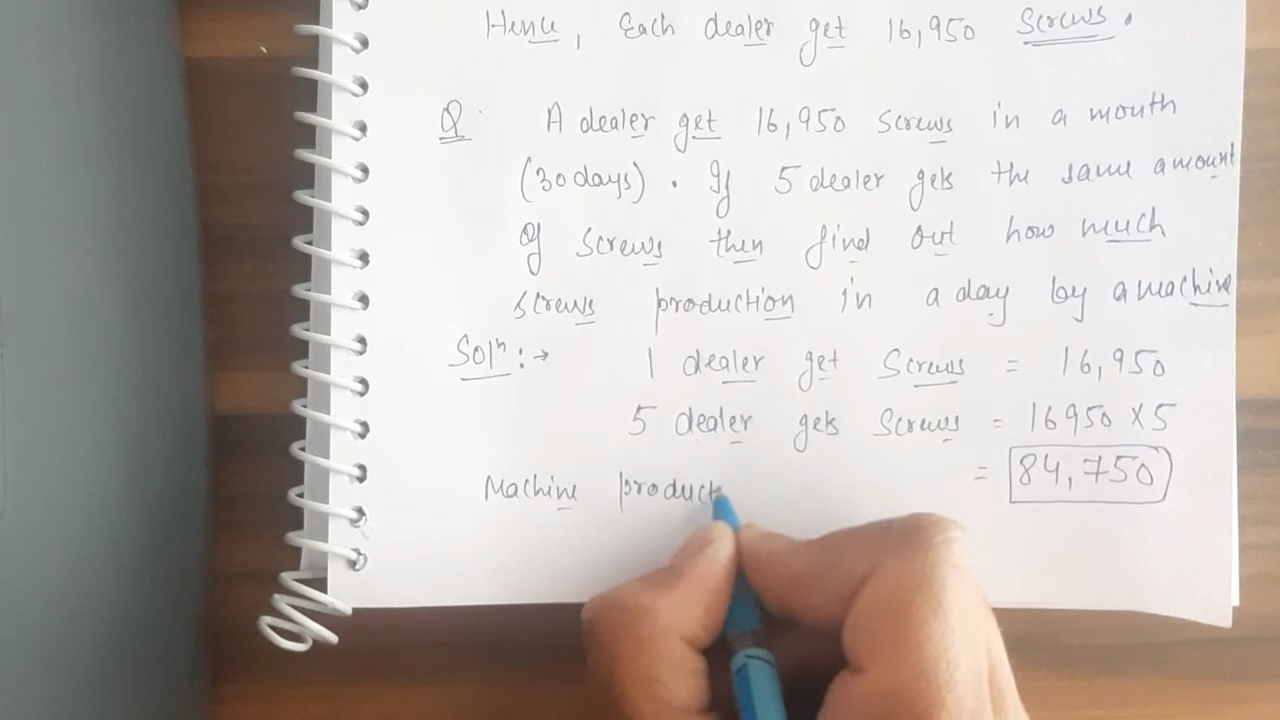 Hence, Each dealer get 16,950 Screws.
Q. A dealer get 16,950 screws in a mouth
(30 days). If 5 dealer gets the same amount
Of screws then find out how much
screws production in a day by a machine
Solⁿ :→ 1 dealer get Screws = 16,950
5 dealer gets Screws = 16950 X 5
= 84,750
Machine product